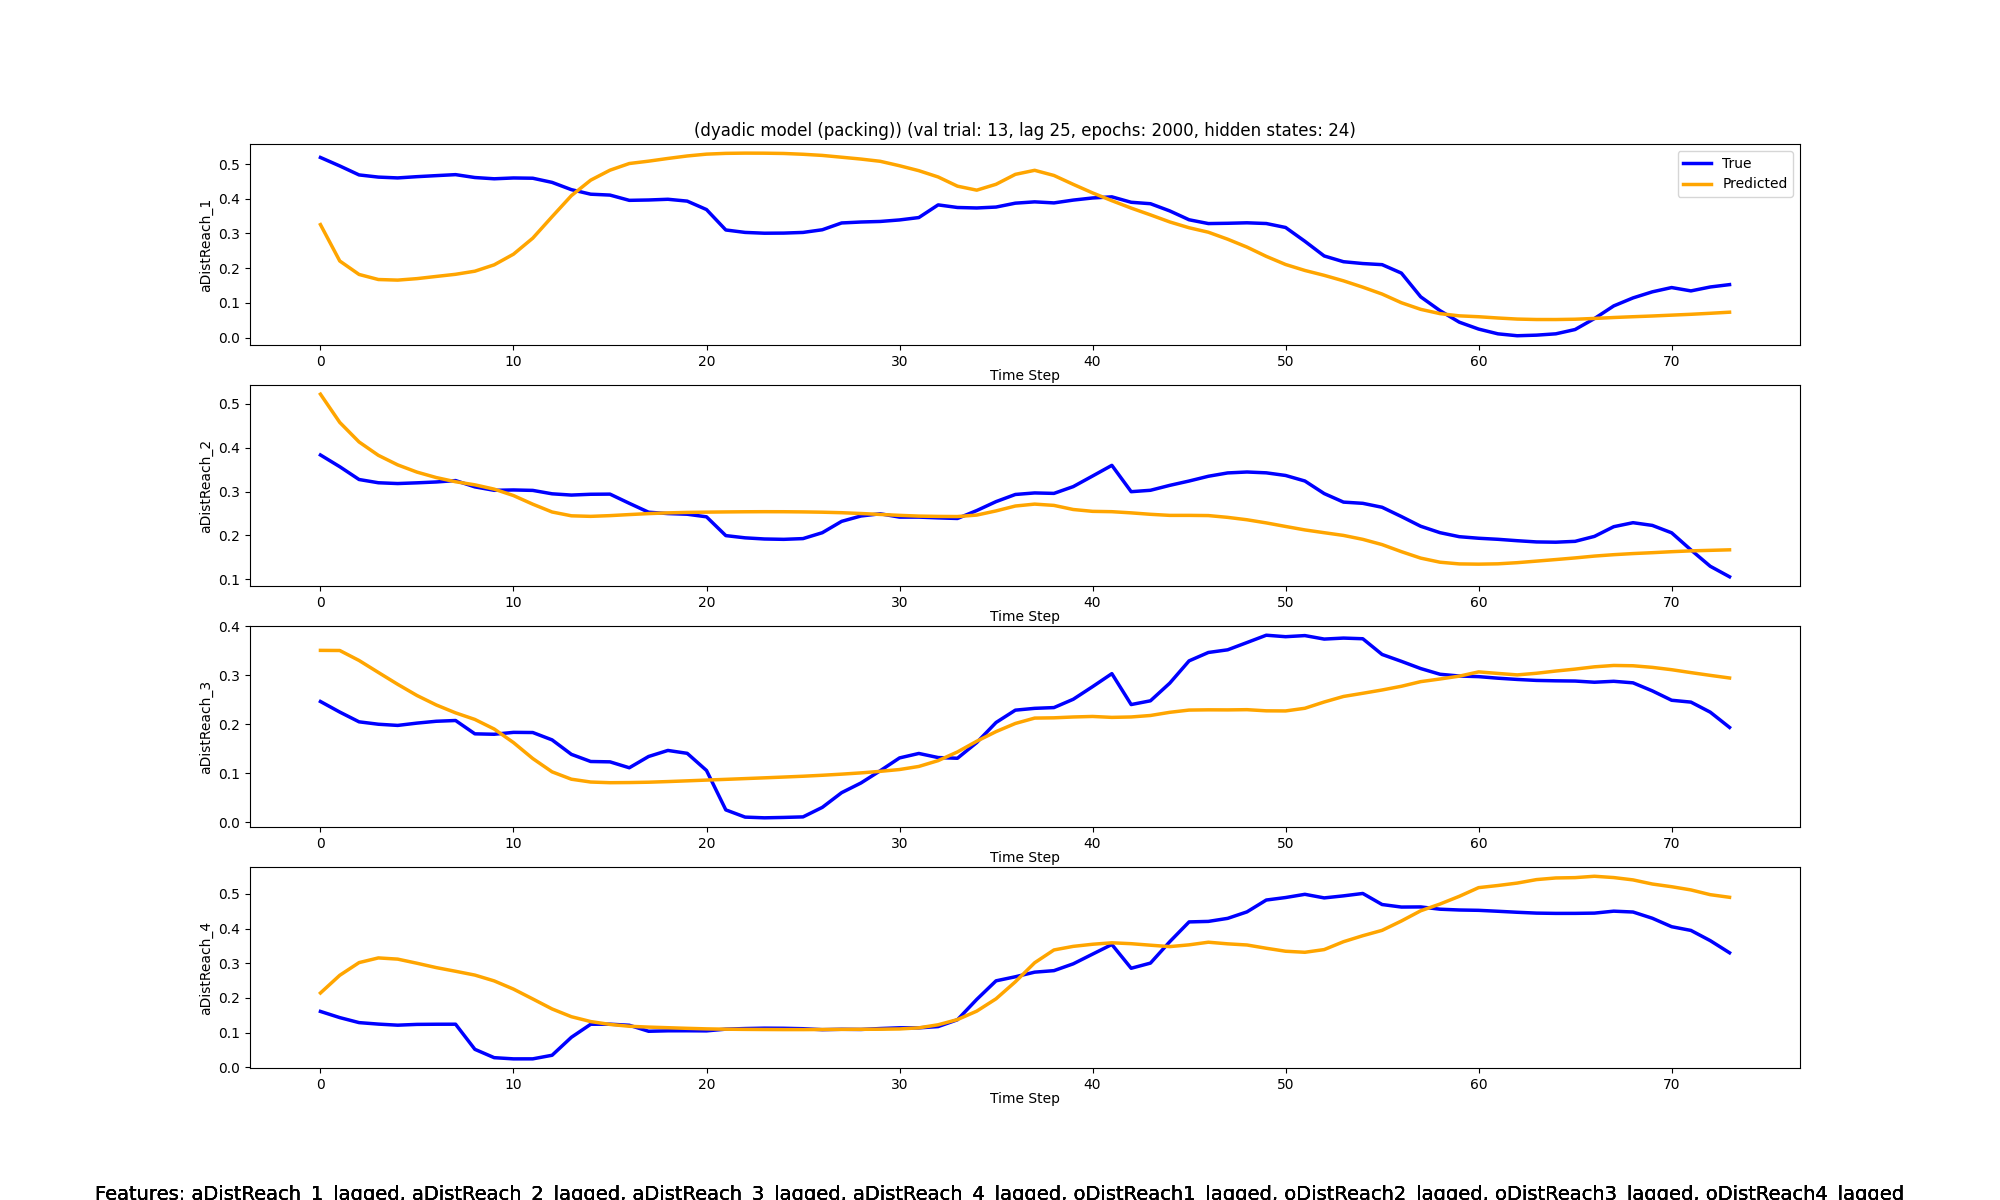 (dyadic model (packing)) (val trial: 13, lag 25, epochs: 2000, hidden states: 24)
True
Predicted
aDistReach_1
0.5
0.4
0.3
0.2
0.1
0.0
0 10 20 30 40 50 60 70
Time Step
aDistReach_2
0.5
0.4
0.3
0.2
0.1
0 10 20 30 40 50 60 70
Time Step
aDistReach_3
0.4
0.3
0.2
0.1
0.0
0 10 20 30 40 50 60 70
Time Step
aDistReach_4
0.5
0.4
0.3
0.2
0.1
0.0
0 10 20 30 40 50 60 70
Time Step
Features: aDistReach_1_lagged, aDistReach_2_lagged, aDistReach_3_lagged, aDistReach_4_lagged, oDistReach1_lagged, oDistReach2_lagged, oDistReach3_lagged, oDistReach4_lagged